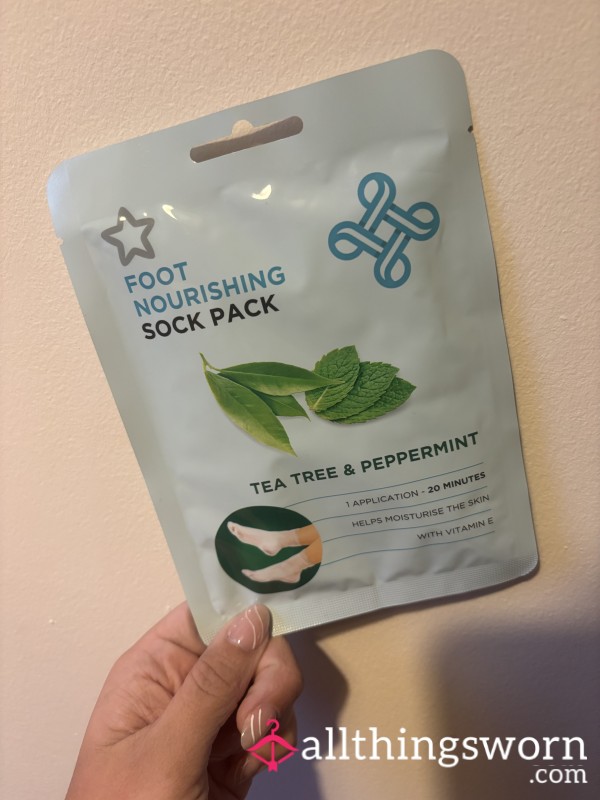 FOOT
NOURISHING
SOCK PACK
TEA TREE & PEPPERMINT
1 APPLICATION - 20 MINUTES
HELPS MOISTURISE THE SKIN
WITH VITAMIN E
allthingsworn
.com